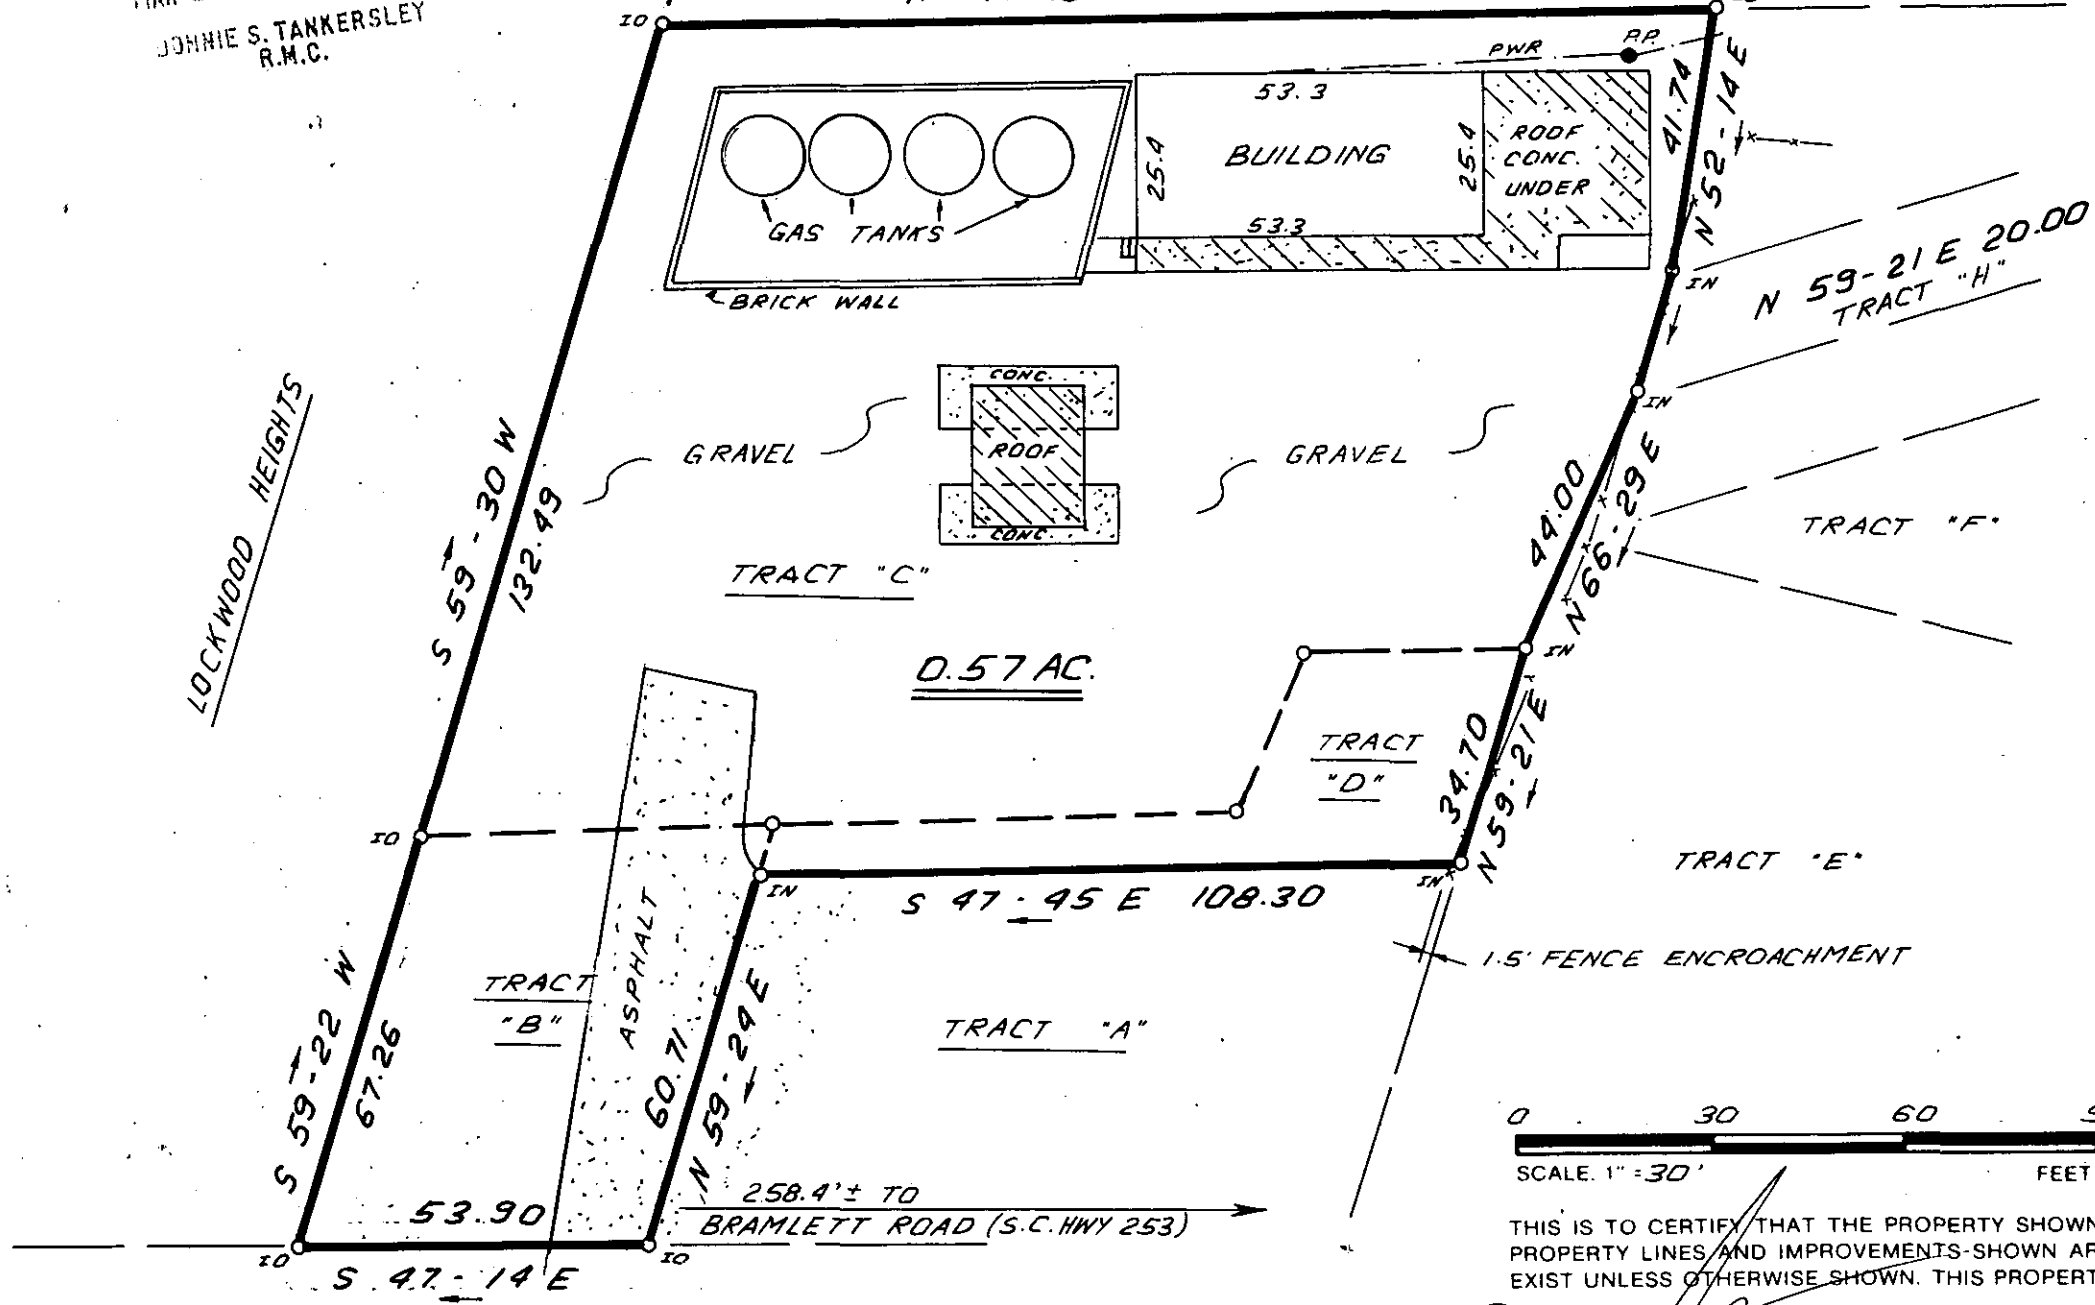 JOHNNIE S. TANKERSLEY
R.M.C.
IO
PWR
P.P.
53.3
BUILDING
25.4
25.4
53.3
ROOF
CONC.
UNDER
41.74
N 52-14 E
GAS TANKS
BRICK WALL
IN
N 59-21 E 20.00
TRACT "H"
IN
CONC.
ROOF
CONC.
GRAVEL
GRAVEL
LOCKWOOD HEIGHTS
S 59-30 W
132.49
44.00
N 66-29 E
TRACT "F"
TRACT "C"
0.57 AC.
IN
TRACT
"D"
34.70
N 59-21 E
IO
IN
IN
S 47-45 E 108.30
TRACT "E"
1.5' FENCE ENCROACHMENT
ASPHALT
TRACT
"B"
TRACT "A"
S 59-22 W
67.26
60.71
N 59-24 E
53.90
258.4'± TO
BRAMLETT ROAD (S.C. HWY 253)
IO
IO
S 47-14 E
0 30 60
SCALE. 1" = 30' FEET
THIS IS TO CERTIFY THAT THE PROPERTY SHOWN
PROPERTY LINES AND IMPROVEMENTS SHOWN
EXIST UNLESS OTHERWISE SHOWN. THIS